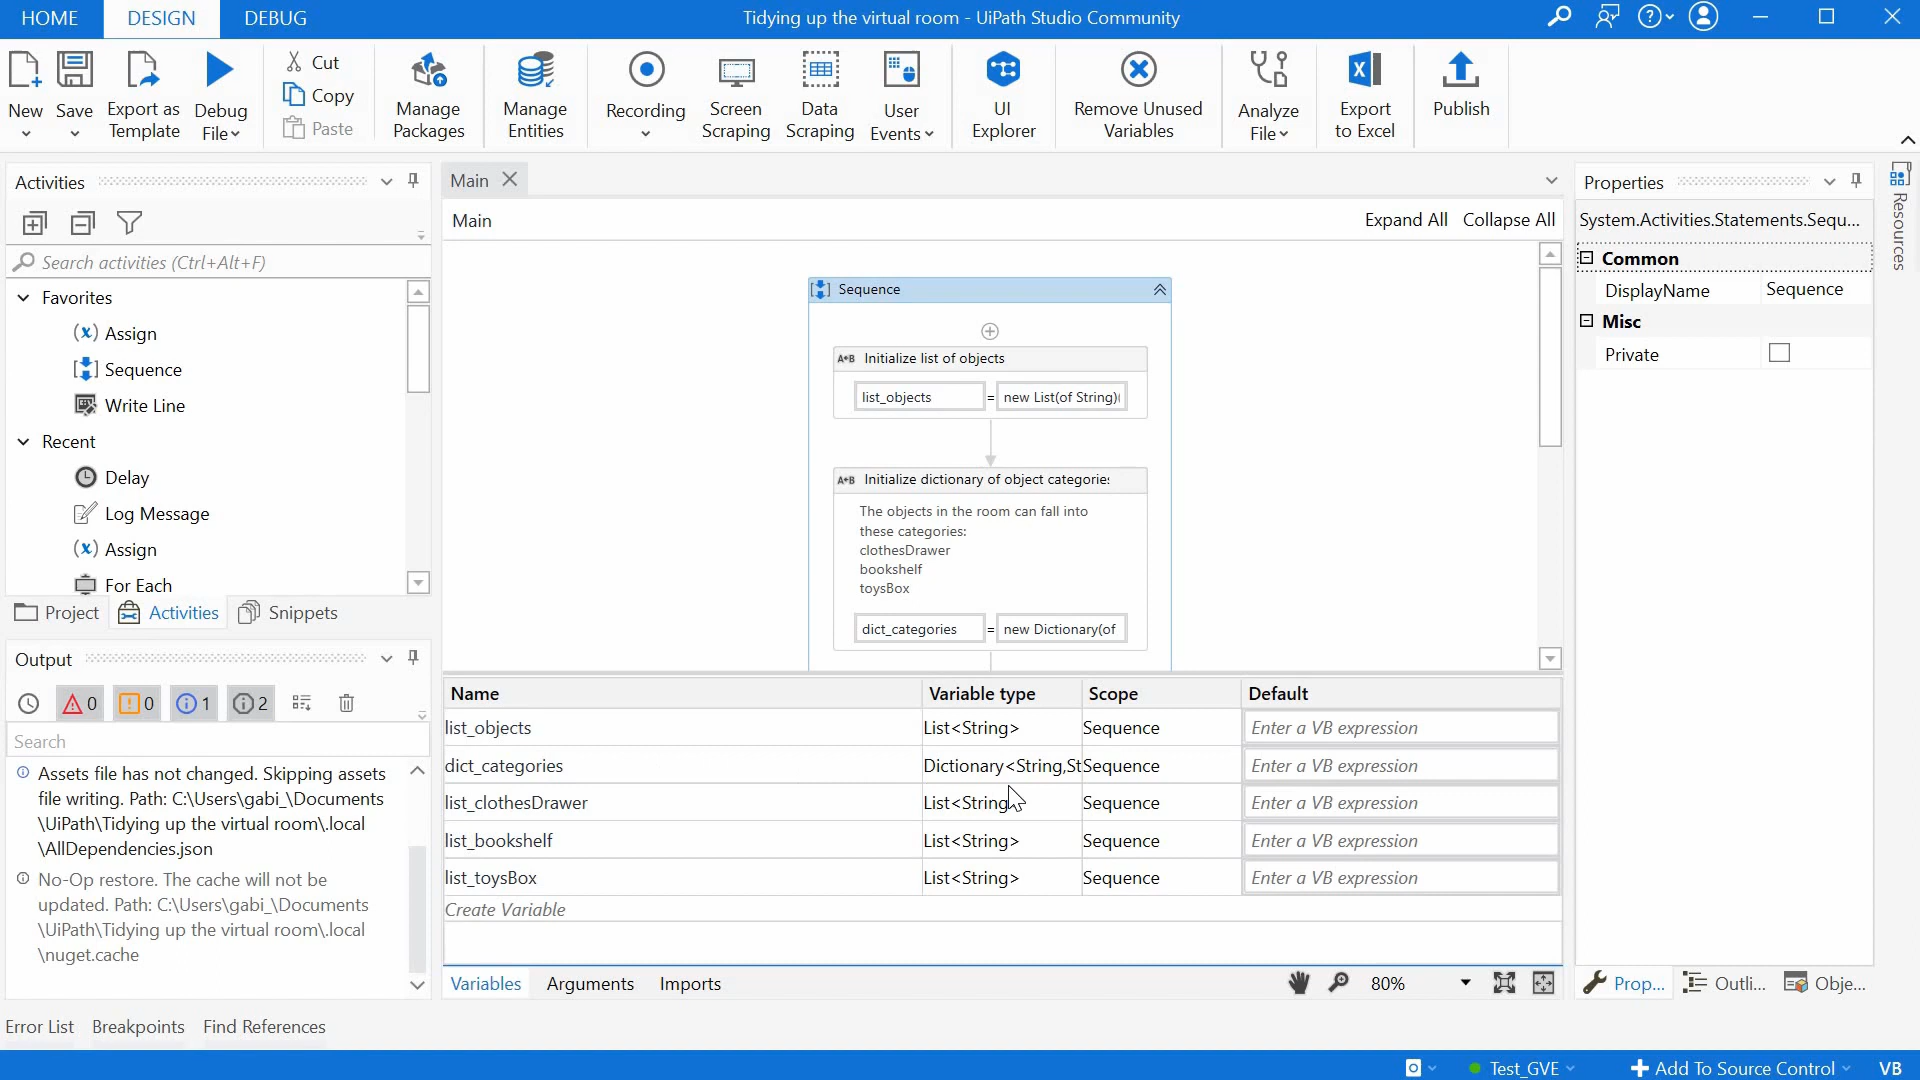 HOME DESIGN DEBUG
Tidying up the virtual room - UiPath Studio Community
New
Save
Export as
Template
Debug
File
Cut
Copy
Paste
Manage
Packages
Manage
Entities
Recording
Screen
Scraping
Data
Scraping
User
Events
UI
Explorer
Remove Unused
Variables
Analyze
File
Export
to Excel
Publish
Activities
Search activities (Ctrl+Alt+F)
Favorites
Assign
Sequence
Write Line
Recent
Delay
Log Message
Assign
For Each
Project Activities Snippets
Output
0 0 1 2
Search
Assets file has not changed. Skipping assets
file writing. Path: C:\Users\gabi_\Documents
\UiPath\Tidying up the virtual room\.local
\AllDependencies.json
No-Op restore. The cache will not be
updated. Path: C:\Users\gabi_\Documents
\UiPath\Tidying up the virtual room\.local
\nuget.cache
Main
Main Expand All Collapse All
Sequence
A↔B Initialize list of objects
list_objects = new List(of String)(
A↔B Initialize dictionary of object categories
The objects in the room can fall into
these categories:
clothesDrawer
bookshelf
toysBox
dict_categories = new Dictionary(of
Name Variable type Scope Default
list_objects List<String> Sequence Enter a VB expression
dict_categories Dictionary<String,St Sequence Enter a VB expression
list_clothesDrawer List<String Sequence Enter a VB expression
list_bookshelf List<String> Sequence Enter a VB expression
list_toysBox List<String> Sequence Enter a VB expression
Create Variable
Variables Arguments Imports 80%
Properties
System.Activities.Statements.Sequ...
Common
DisplayName Sequence
Misc
Private
Prop... Outli... Obje...
Resources
Error List Breakpoints Find References
Test_GVE Add To Source Control VB